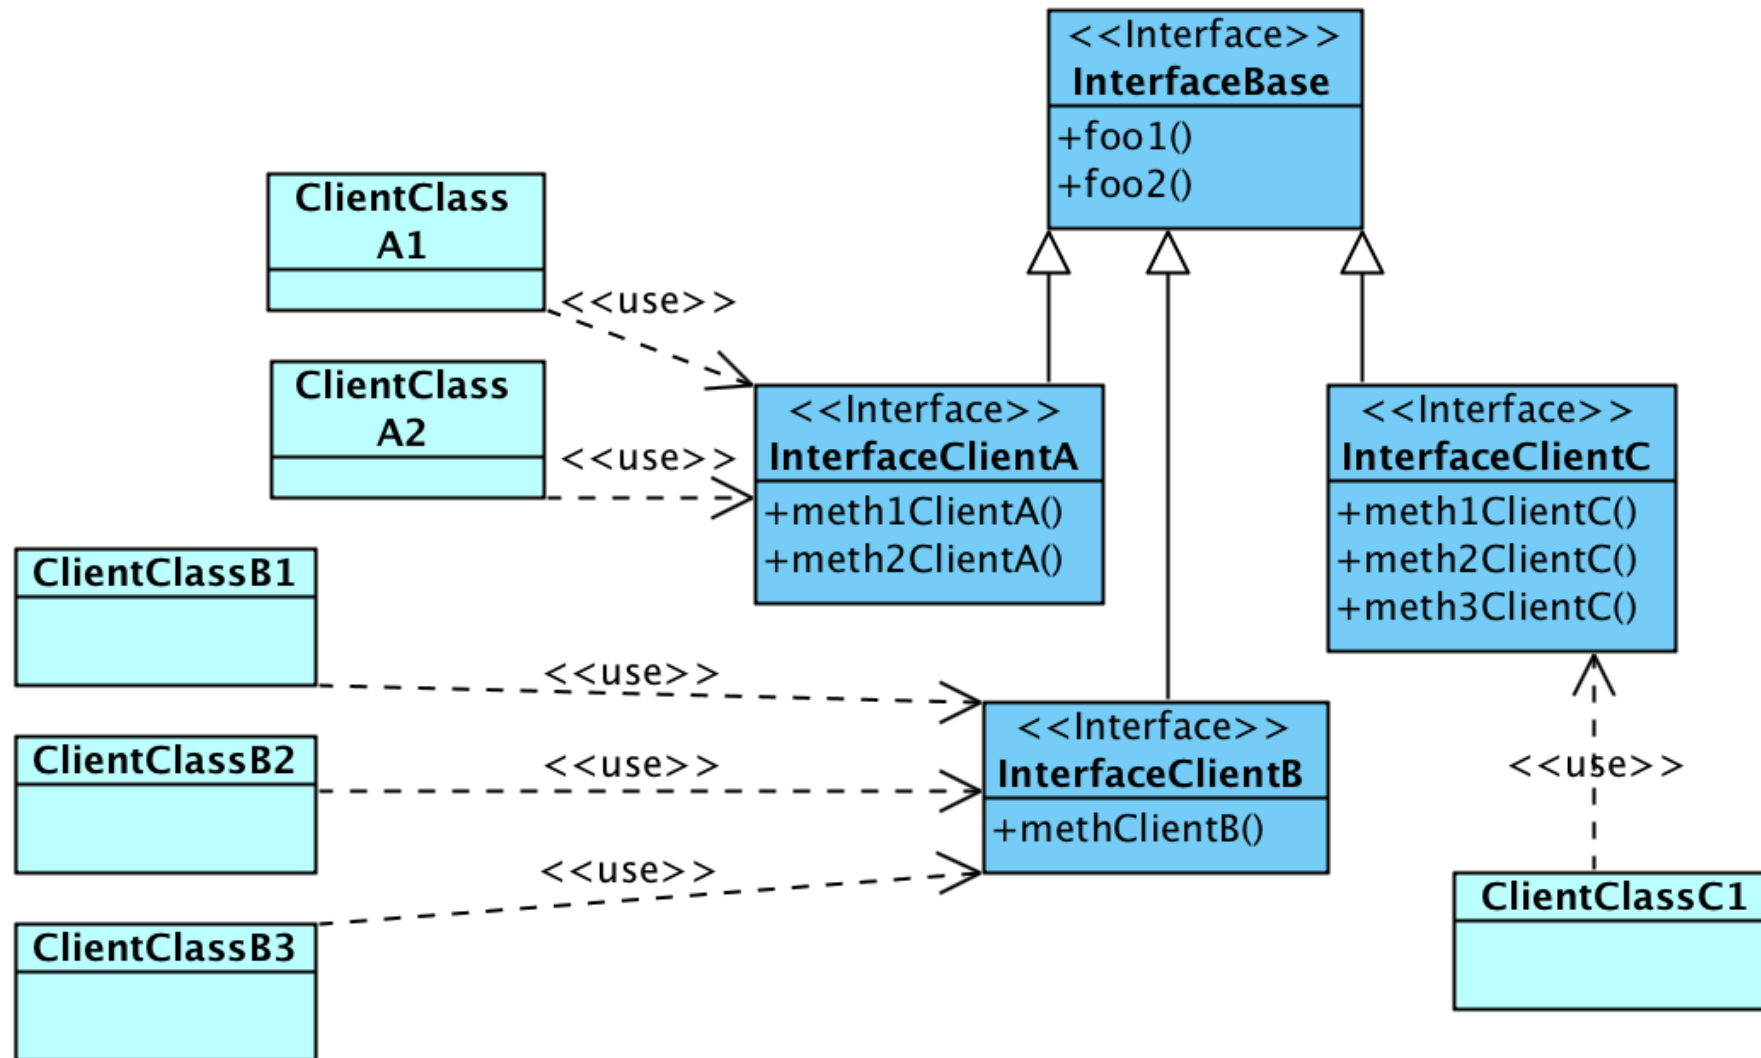 <<Interface>>
InterfaceBase
+foo1()
+foo2()
ClientClass
A1
<<use>>
ClientClass
A2
<<use>>
<<Interface>>
InterfaceClientA
+meth1ClientA()
+meth2ClientA()
<<Interface>>
InterfaceClientC
+meth1ClientC()
+meth2ClientC()
+meth3ClientC()
ClientClassB1
<<use>>
ClientClassB2
<<use>>
ClientClassB3
<<use>>
<<Interface>>
InterfaceClientB
+methClientB()
<<use>>
ClientClassC1